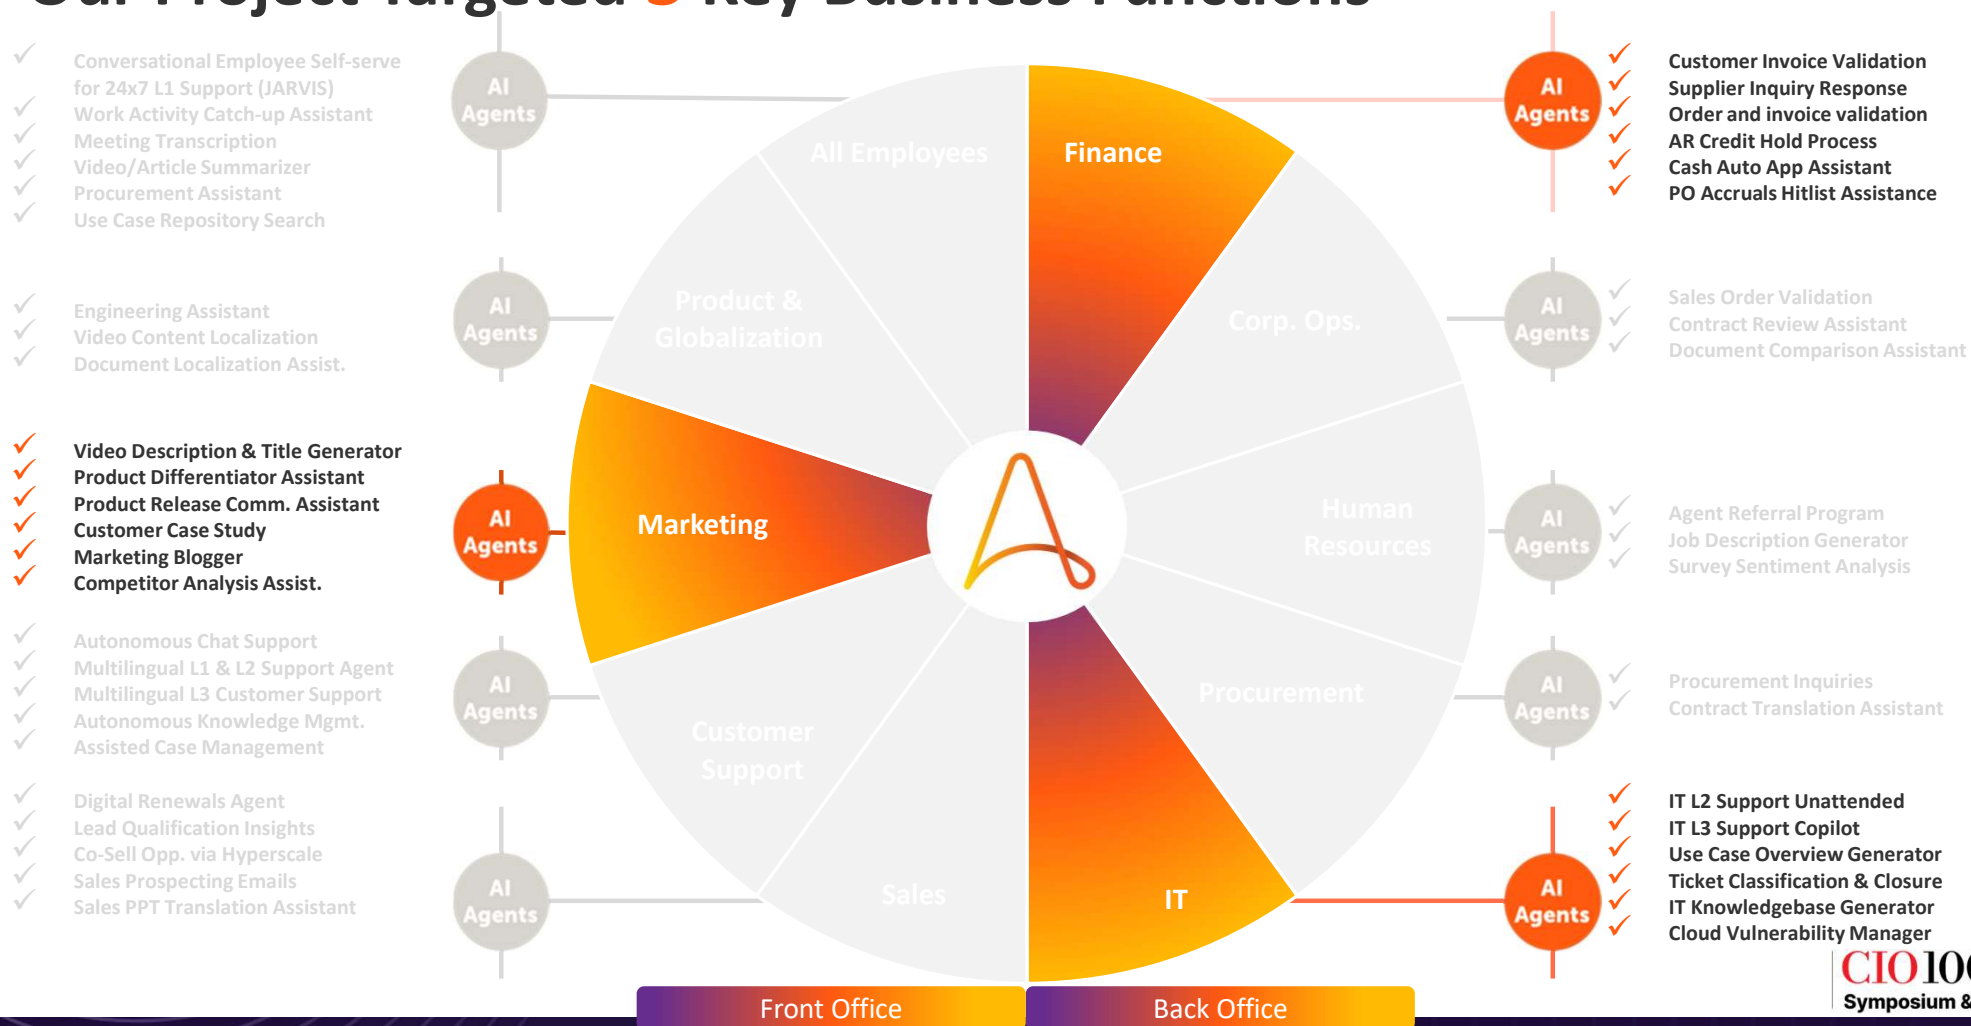 Our Project Targeted 3 Key Business Functions
Conversational Employee Self-serve
for 24x7 L1 Support (JARVIS)
Work Activity Catch-up Assistant
Meeting Transcription
Video/Article Summarizer
Procurement Assistant
Use Case Repository Search
AI
Agents
Engineering Assistant
Video Content Localization
Document Localization Assist.
AI
Agents
Video Description & Title Generator
Product Differentiator Assistant
Product Release Comm. Assistant
Customer Case Study
Marketing Blogger
Competitor Analysis Assist.
AI
Agents
Autonomous Chat Support
Multilingual L1 & L2 Support Agent
Multilingual L3 Customer Support
Autonomous Knowledge Mgmt.
Assisted Case Management
AI
Agents
Digital Renewals Agent
Lead Qualification Insights
Co-Sell Opp. via Hyperscale
Sales Prospecting Emails
Sales PPT Translation Assistant
AI
Agents
All Employees
Finance
Product &
Globalization
Corp. Ops.
Marketing
Human
Resources
Customer
Support
Procurement
Sales
IT
AI
Agents
Customer Invoice Validation
Supplier Inquiry Response
Order and invoice validation
AR Credit Hold Process
Cash Auto App Assistant
PO Accruals Hitlist Assistance
AI
Agents
Sales Order Validation
Contract Review Assistant
Document Comparison Assistant
AI
Agents
Agent Referral Program
Job Description Generator
Survey Sentiment Analysis
AI
Agents
Procurement Inquiries
Contract Translation Assistant
AI
Agents
IT L2 Support Unattended
IT L3 Support Copilot
Use Case Overview Generator
Ticket Classification & Closure
IT Knowledgebase Generator
Cloud Vulnerability Manager
Front Office
Back Office
CIO 100
Symposium &